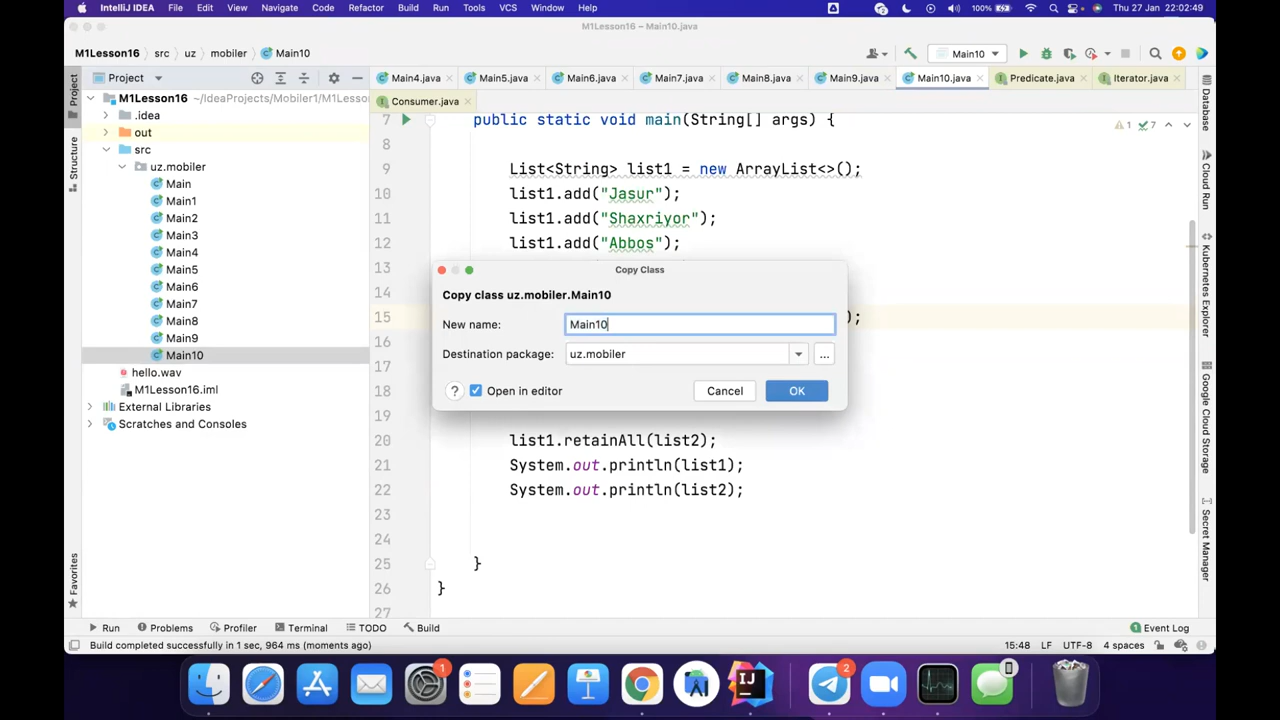 IntelliJ IDEA File Edit View Navigate Code Refactor Build Run Tools VCS Window Help 100% Thu 27 Jan 22:02:49
M1Lesson16 – Main10.java
M1Lesson16 src uz mobiler Main10 Main10
Project
Main4.java Main5.java Main6.java Main7.java Main8.java Main9.java Main10.java Predicate.java Iterator.java
Consumer.java
M1Lesson16 ~/IdeaProjects/Mobiler1/M1Lesso
.idea
out
src
uz.mobiler
Main
Main1
Main2
Main3
Main4
Main5
Main6
Main7
Main8
Main9
Main10
hello.wav
M1Lesson16.iml
External Libraries
Scratches and Consoles
7 public static void main(String[] args) {
1 7
8
9 List<String> list1 = new ArrayList<>();
10 list1.add("Jasur");
11 list1.add("Shaxriyor");
12 list1.add("Abbos");
13
14
15 );
16
17
18
19
20 list1.retainAll(list2);
21 System.out.println(list1);
22 System.out.println(list2);
23
24
25 }
26 }
27
Copy Class
Copy class uz.mobiler.Main10
New name: Main10
Destination package: uz.mobiler ...
? Open in editor Cancel OK
Project
Structure
Favorites
Database
Cloud Run
Kubernetes Explorer
Google Cloud Storage
Secret Manager
Run Problems Profiler Terminal TODO Build 1 Event Log
Build completed successfully in 1 sec, 964 ms (moments ago) 15:48 LF UTF-8 4 spaces
1
2
IJ